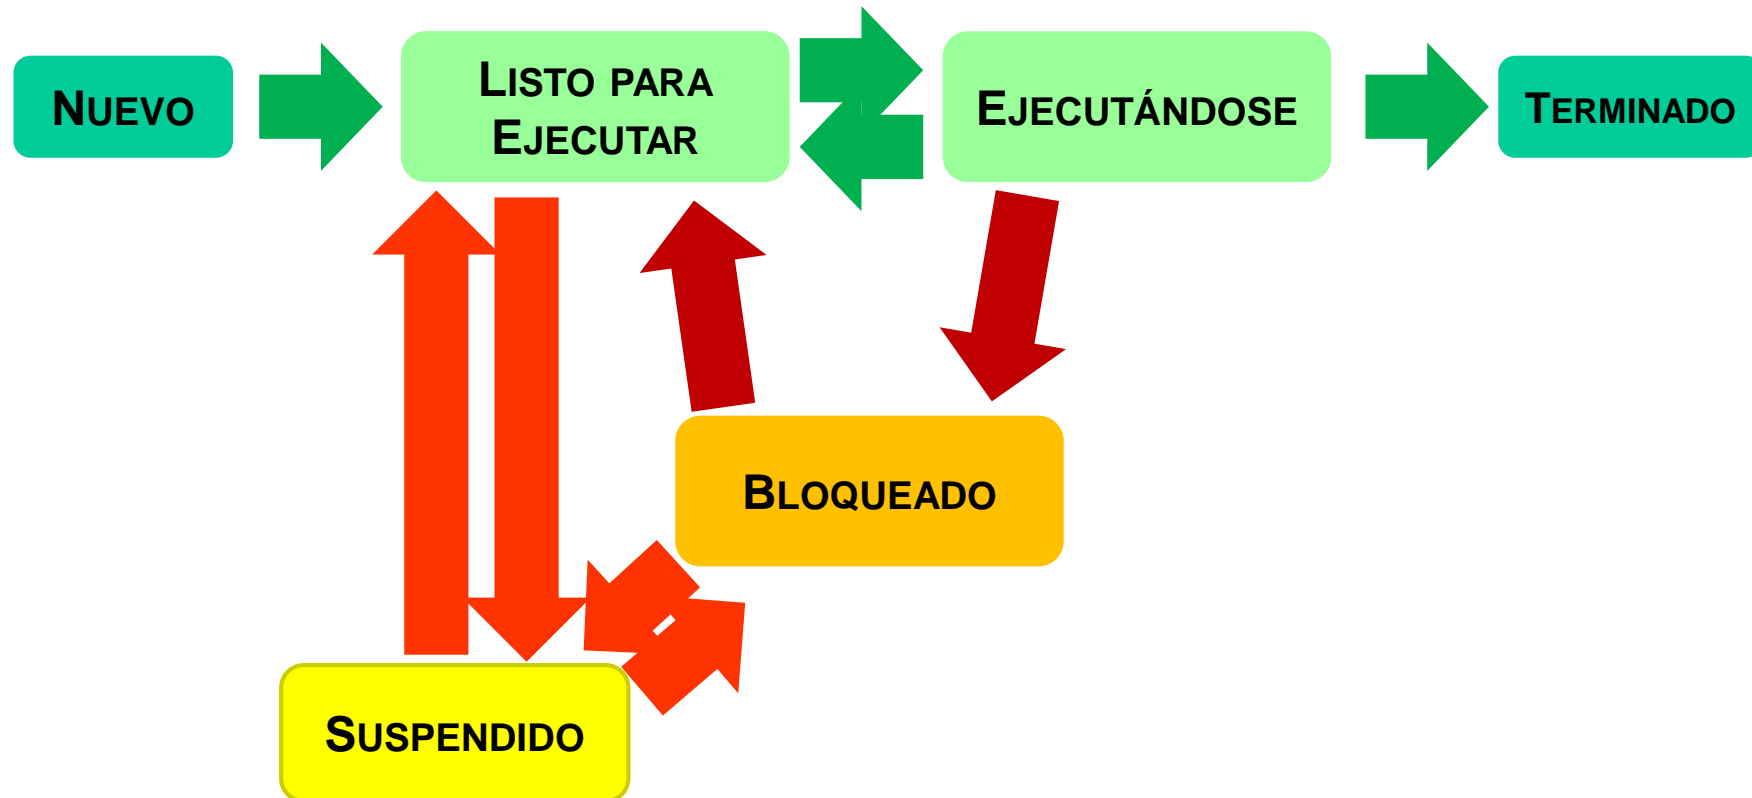 NUEVO
LISTO PARA
EJECUTAR
EJECUTÁNDOSE
TERMINADO
BLOQUEADO
SUSPENDIDO